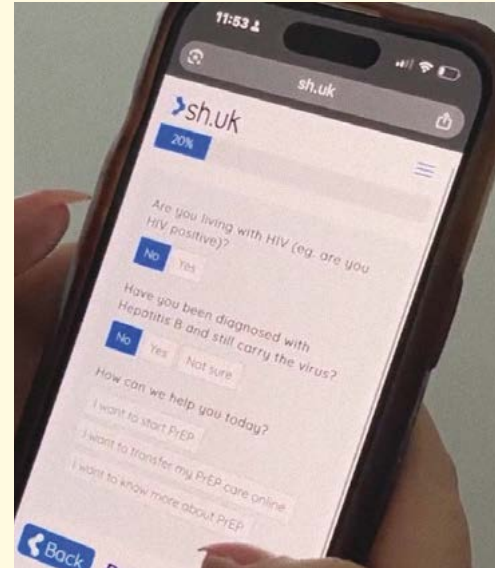 11:53
sh.uk
sh.uk
20%
Are you living with HIV (eg. are you
HIV positive)?
No Yes
Have you been diagnosed with
Hepatitis B and still carry the virus?
No Yes Not sure
How can we help you today?
I want to start PrEP
I want to transfer my PrEP care online
I want to know more about PrEP
Back